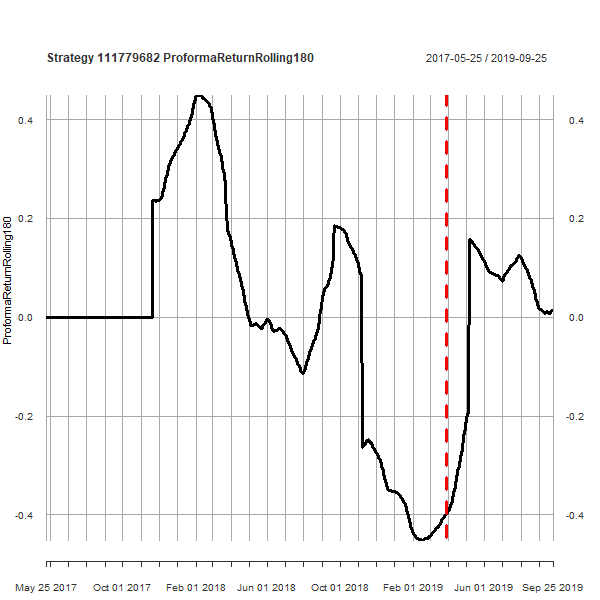 Strategy 111779682 ProformaReturnRolling180
2017-05-25 / 2019-09-25
0.4
0.4
0.2
0.2
0.0
0.0
-0.2
-0.2
-0.4
-0.4
ProformaReturnRolling180
May 25 2017
Oct 01 2017
Feb 01 2018
Jun 01 2018
Oct 01 2018
Feb 01 2019
Jun 01 2019
Sep 25 2019